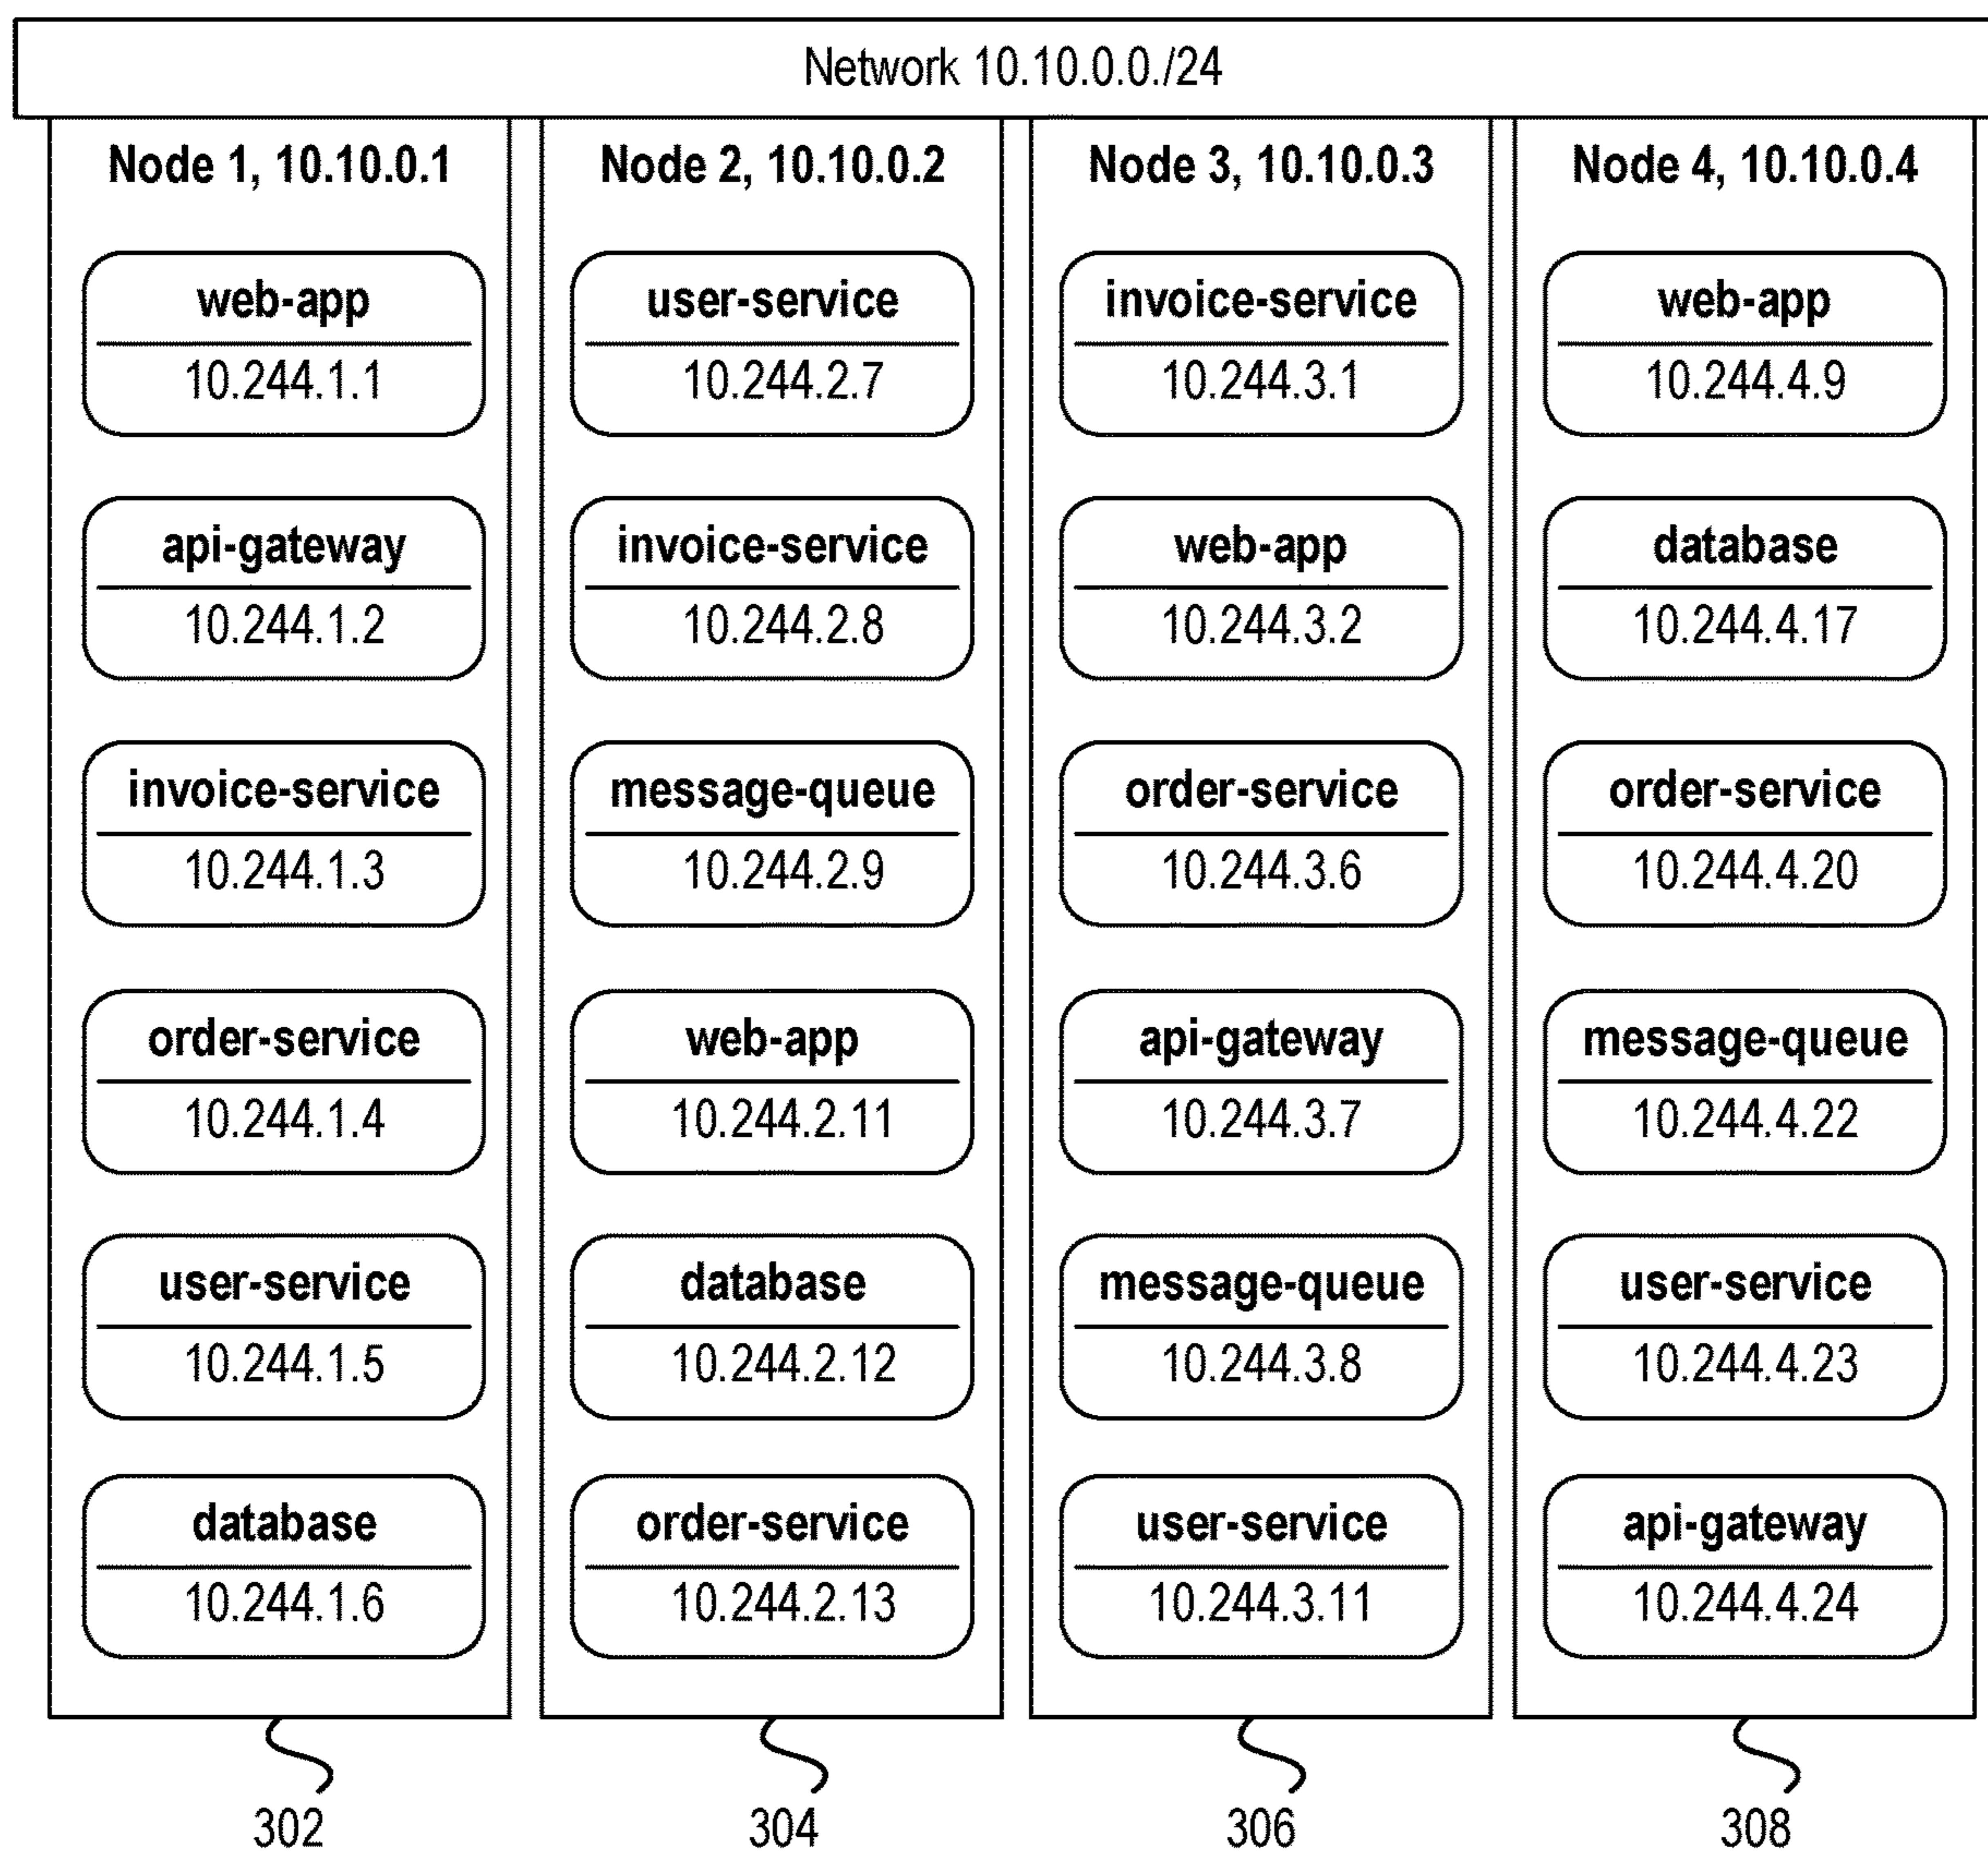 Network 10.10.0.0./24
Node 1, 10.10.0.1
web-app
10.244.1.1
api-gateway
10.244.1.2
invoice-service
10.244.1.3
order-service
10.244.1.4
user-service
10.244.1.5
database
10.244.1.6
302
Node 2, 10.10.0.2
user-service
10.244.2.7
invoice-service
10.244.2.8
message-queue
10.244.2.9
web-app
10.244.2.11
database
10.244.2.12
order-service
10.244.2.13
304
Node 3, 10.10.0.3
invoice-service
10.244.3.1
web-app
10.244.3.2
order-service
10.244.3.6
api-gateway
10.244.3.7
message-queue
10.244.3.8
user-service
10.244.3.11
306
Node 4, 10.10.0.4
web-app
10.244.4.9
database
10.244.4.17
order-service
10.244.4.20
message-queue
10.244.4.22
user-service
10.244.4.23
api-gateway
10.244.4.24
308